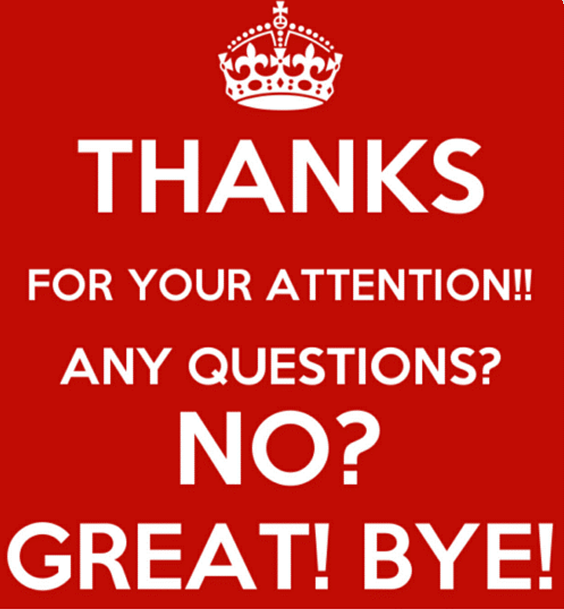 THANKS
FOR YOUR ATTENTION!!
ANY QUESTIONS?
NO?
GREAT! BYE!